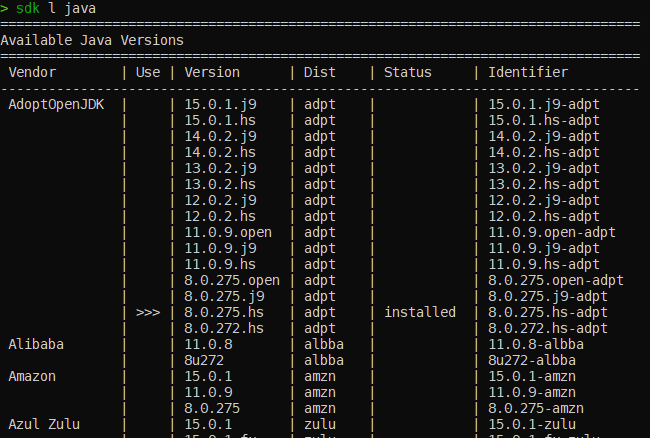 > sdk l java
================================================================================
Available Java Versions
================================================================================
 Vendor        | Use | Version      | Dist    | Status     | Identifier
--------------------------------------------------------------------------------
 AdoptOpenJDK  |     | 15.0.1.j9    | adpt    |            | 15.0.1.j9-adpt
               |     | 15.0.1.hs    | adpt    |            | 15.0.1.hs-adpt
               |     | 14.0.2.j9    | adpt    |            | 14.0.2.j9-adpt
               |     | 14.0.2.hs    | adpt    |            | 14.0.2.hs-adpt
               |     | 13.0.2.j9    | adpt    |            | 13.0.2.j9-adpt
               |     | 13.0.2.hs    | adpt    |            | 13.0.2.hs-adpt
               |     | 12.0.2.j9    | adpt    |            | 12.0.2.j9-adpt
               |     | 12.0.2.hs    | adpt    |            | 12.0.2.hs-adpt
               |     | 11.0.9.open  | adpt    |            | 11.0.9.open-adpt
               |     | 11.0.9.j9    | adpt    |            | 11.0.9.j9-adpt
               |     | 11.0.9.hs    | adpt    |            | 11.0.9.hs-adpt
               |     | 8.0.275.open | adpt    |            | 8.0.275.open-adpt
               |     | 8.0.275.j9   | adpt    |            | 8.0.275.j9-adpt
               | >>> | 8.0.275.hs   | adpt    | installed  | 8.0.275.hs-adpt
               |     | 8.0.272.hs   | adpt    |            | 8.0.272.hs-adpt
 Alibaba       |     | 11.0.8       | albba   |            | 11.0.8-albba
               |     | 8u272        | albba   |            | 8u272-albba
 Amazon        |     | 15.0.1       | amzn    |            | 15.0.1-amzn
               |     | 11.0.9       | amzn    |            | 11.0.9-amzn
               |     | 8.0.275      | amzn    |            | 8.0.275-amzn
 Azul Zulu     |     | 15.0.1       | zulu    |            | 15.0.1-zulu